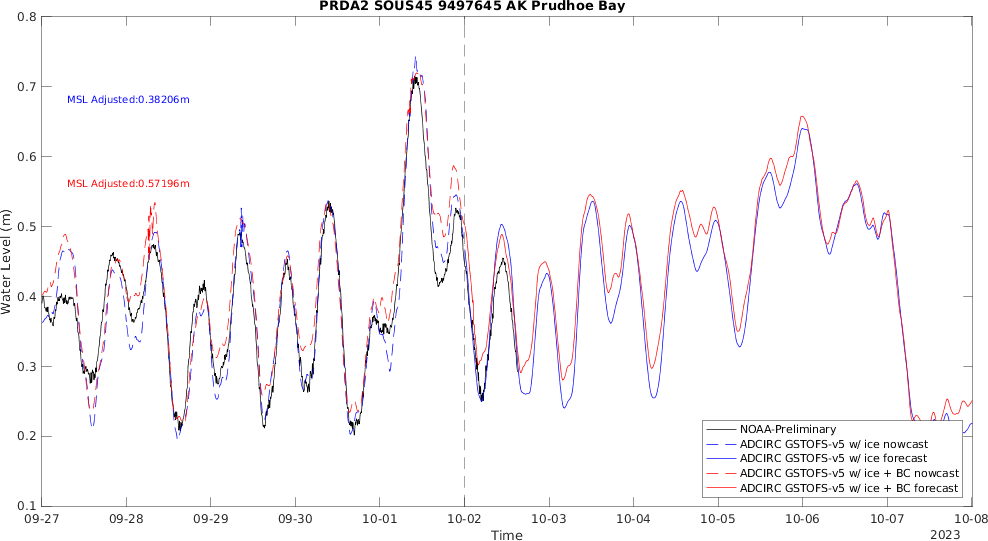 PRDA2 SOUS45 9497645 AK Prudhoe Bay
0.8
0.7
0.6
0.5
0.4
0.3
0.2
0.1
Water Level (m)
MSL Adjusted:0.38206m
MSL Adjusted:0.57196m
NOAA-Preliminary
ADCIRC GSTOFS-v5 w/ ice nowcast
ADCIRC GSTOFS-v5 w/ ice forecast
ADCIRC GSTOFS-v5 w/ ice + BC nowcast
ADCIRC GSTOFS-v5 w/ ice + BC forecast
09-27 09-28 09-29 09-30 10-01 10-02 10-03 10-04 10-05 10-06 10-07 10-08
Time
2023